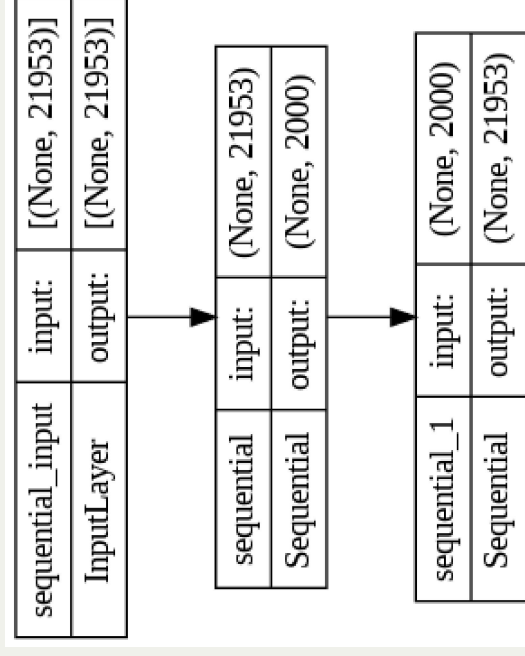 sequential_input input: [(None, 21953)]
InputLayer output: [(None, 21953)]
sequential input: (None, 21953)
Sequential output: (None, 2000)
sequential_1 input: (None, 2000)
Sequential output: (None, 21953)